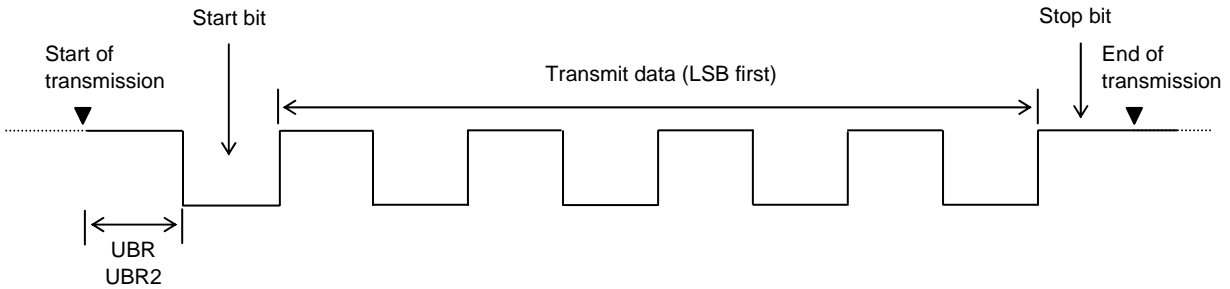 Start bit
Stop bit
Start of
transmission
Transmit data (LSB first)
End of
transmission
UBR
UBR2